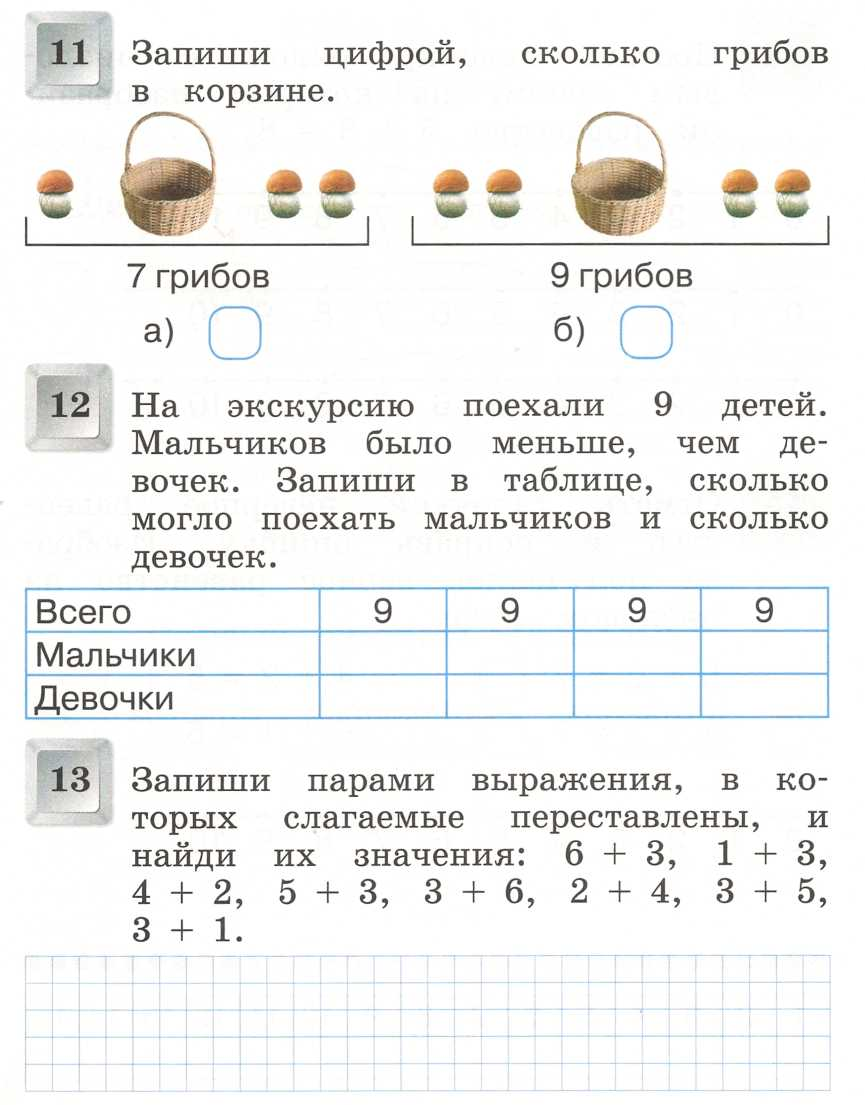 11 Запиши цифрой, сколько грибов
в корзине.
7 грибов 9 грибов
а) б)
12 На экскурсию поехали 9 детей.
Мальчиков было меньше, чем де-
вочек. Запиши в таблице, сколько
могло поехать мальчиков и сколько
девочек.
Всего 9 9 9 9
Мальчики
Девочки
13 Запиши парами выражения, в ко-
торых слагаемые переставлены, и
найди их значения: 6 + 3, 1 + 3,
4 + 2, 5 + 3, 3 + 6, 2 + 4, 3 + 5,
3 + 1.